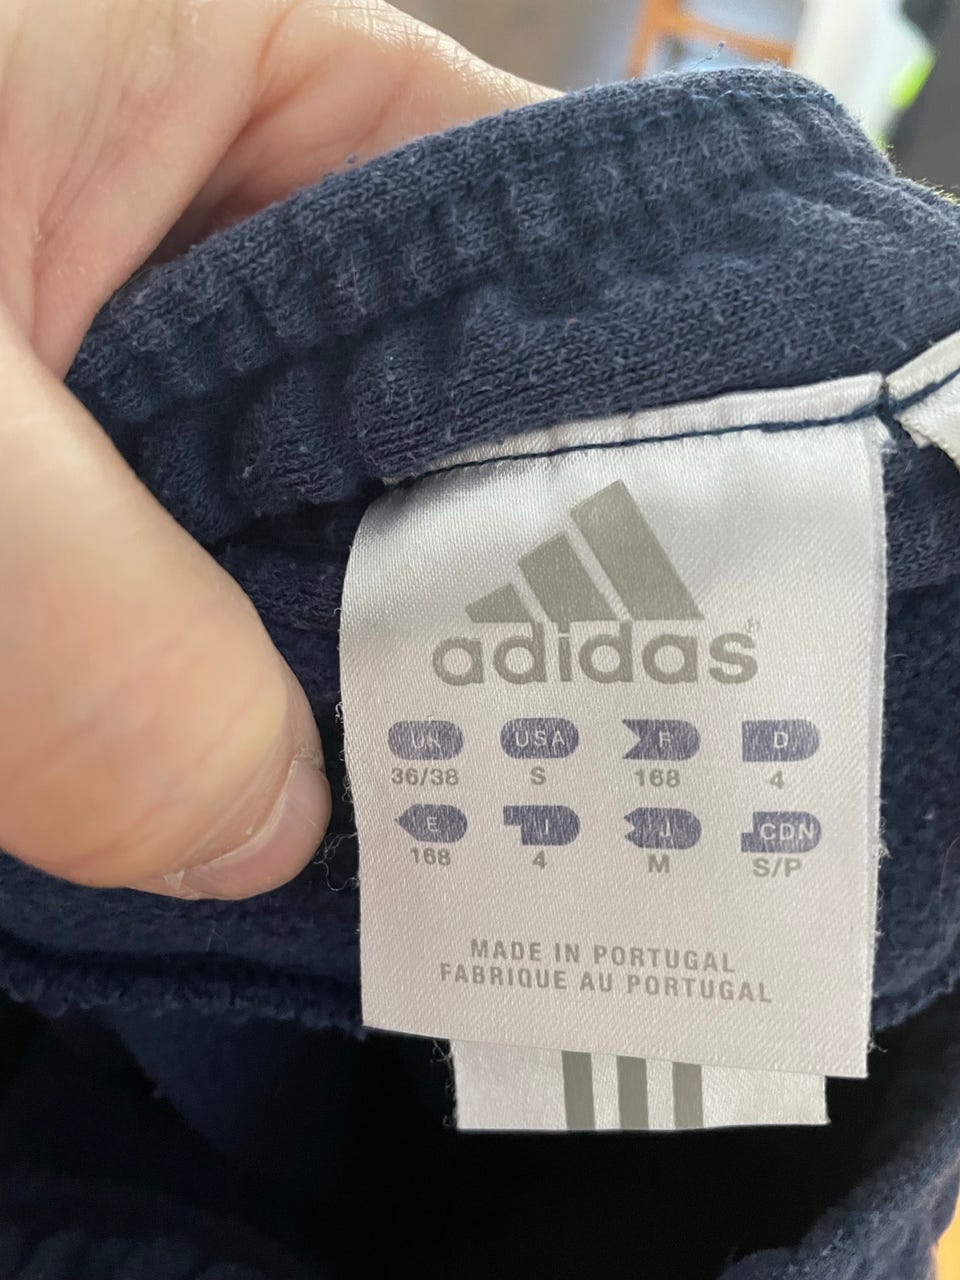 adidas
UK USA F D
36/38 S 168 4
E I J CDN
168 4 M S/P
MADE IN PORTUGAL
FABRIQUE AU PORTUGAL